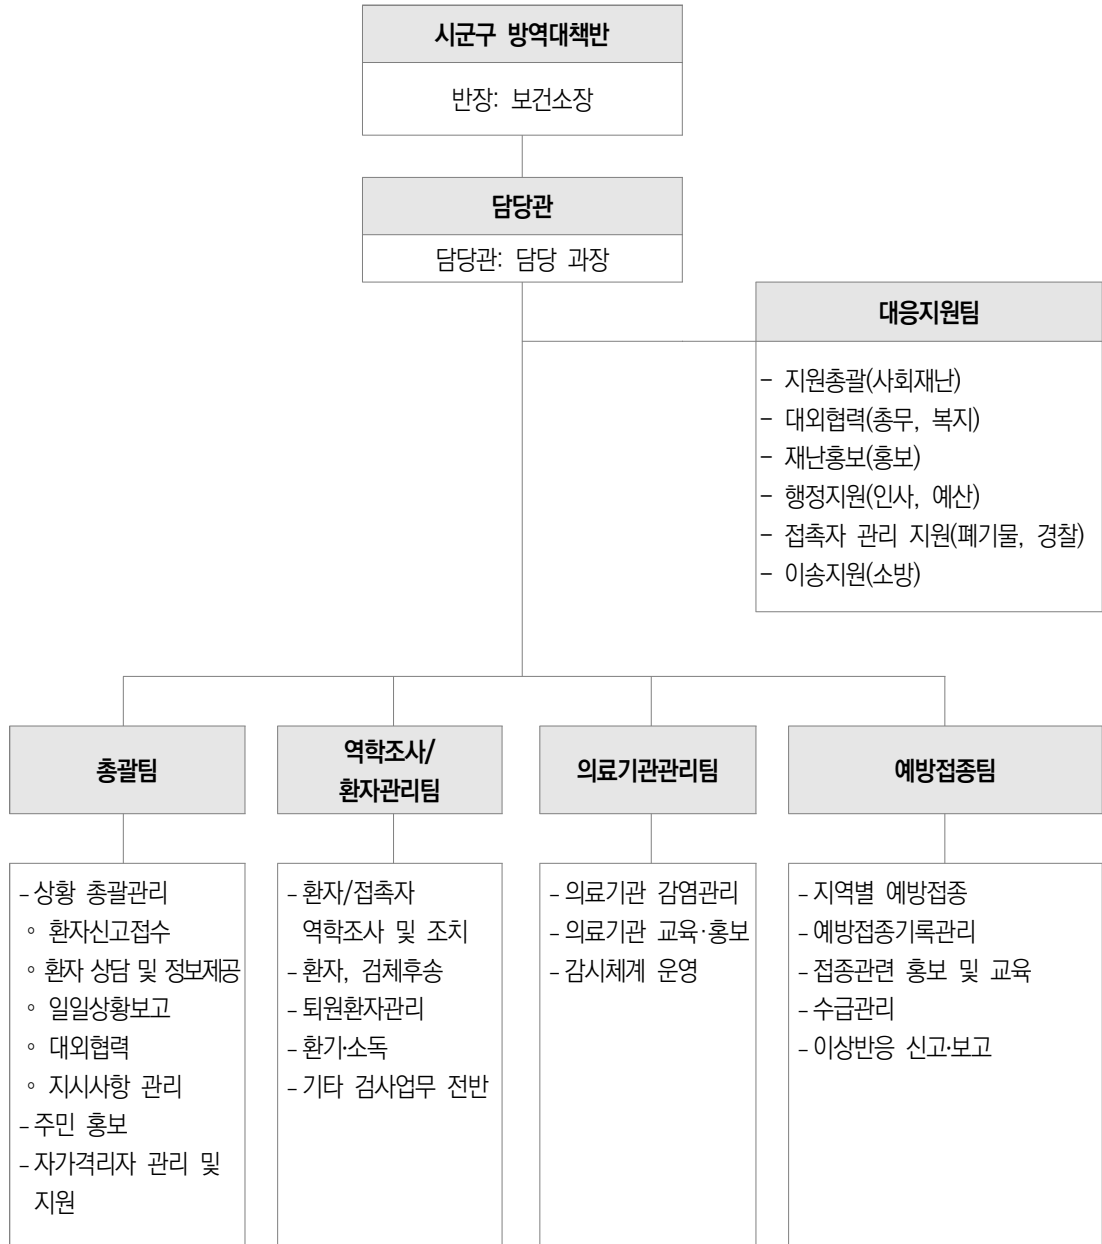 시군구 방역대책반
반장: 보건소장
담당관
담당관: 담당 과장
대응지원팀
- 지원총괄(사회재난)
- 대외협력(총무, 복지)
- 재난홍보(홍보)
- 행정지원(인사, 예산)
- 접촉자 관리 지원(폐기물, 경찰)
- 이송지원(소방)
총괄팀
- 상황 총괄관리
◦ 환자신고접수
◦ 환자 상담 및 정보제공
◦ 일일상황보고
◦ 대외협력
◦ 지시사항 관리
- 주민 홍보
- 자가격리자 관리 및
지원
역학조사/
환자관리팀
- 환자/접촉자
역학조사 및 조치
- 환자, 검체후송
- 퇴원환자관리
- 환기·소독
- 기타 검사업무 전반
의료기관관리팀
- 의료기관 감염관리
- 의료기관 교육·홍보
- 감시체계 운영
예방접종팀
- 지역별 예방접종
- 예방접종기록관리
- 접종관련 홍보 및 교육
- 수급관리
- 이상반응 신고·보고